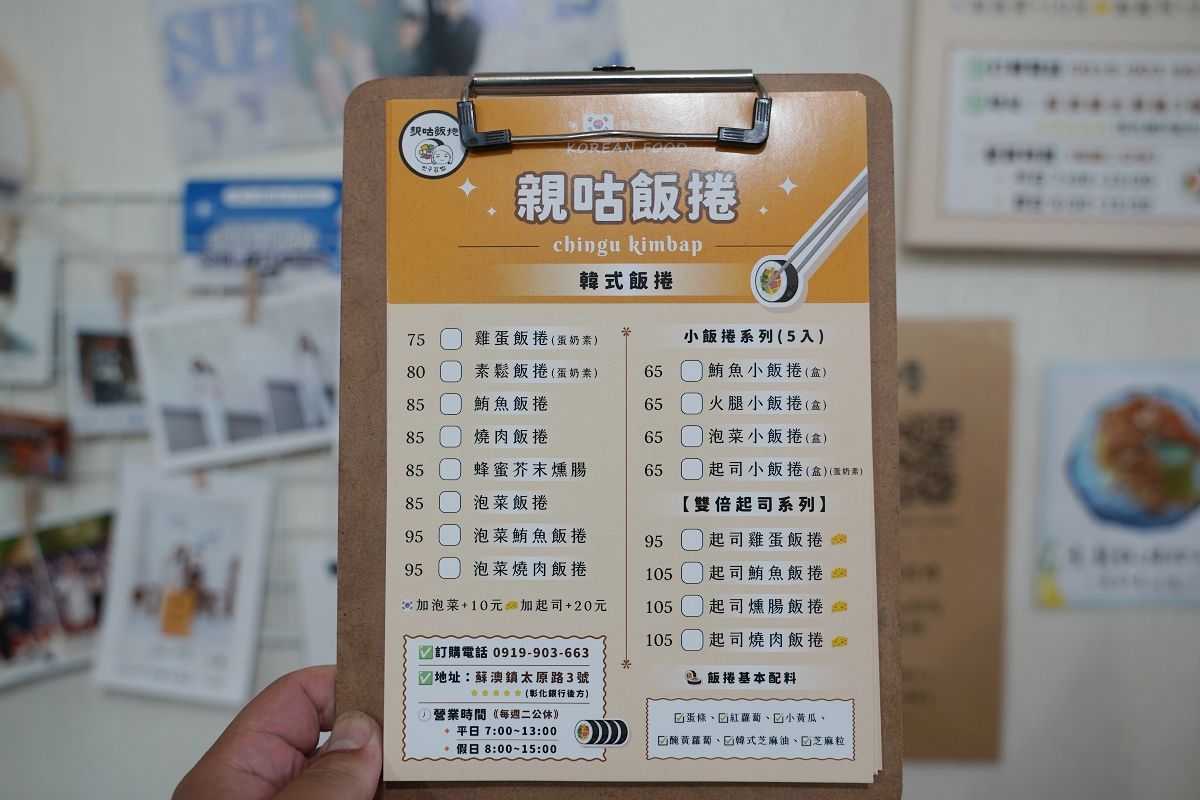 親咕飯捲
친구김밥
KOREAN FOOD
親咕飯捲
chingu kimbap
韓式飯捲
75 雞蛋飯捲(蛋奶素)
80 素鬆飯捲(蛋奶素)
85 鮪魚飯捲
85 燒肉飯捲
85 蜂蜜芥末燻腸
85 泡菜飯捲
95 泡菜鮪魚飯捲
95 泡菜燒肉飯捲
加泡菜+10元 加起司+20元
小飯捲系列(5入)
65 鮪魚小飯捲(盒)
65 火腿小飯捲(盒)
65 泡菜小飯捲(盒)
65 起司小飯捲(盒)(蛋奶素)
【雙倍起司系列】
95 起司雞蛋飯捲
105 起司鮪魚飯捲
105 起司燻腸飯捲
105 起司燒肉飯捲
訂購電話 0919-903-663
地址：蘇澳鎮太原路3號
(彰化銀行後方)
營業時間《每週二公休》
平日 7:00~13:00
假日 8:00~15:00
飯捲基本配料
蛋條、紅蘿蔔、小黃瓜、
醃黃蘿蔔、韓式芝麻油、芝麻粒